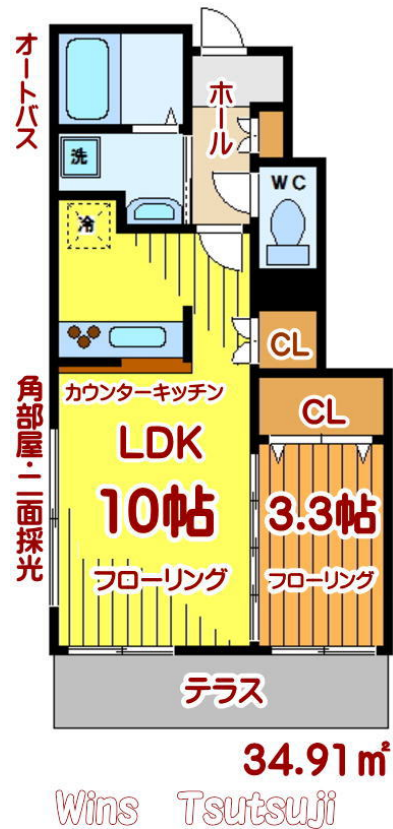 オートバス
ホール
洗
WC
冷
CL
CL
角部屋・二面採光
カウンターキッチン
LDK
10帖
フローリング
3.3帖
フローリング
テラス
34.91㎡
Wins Tsutsuji